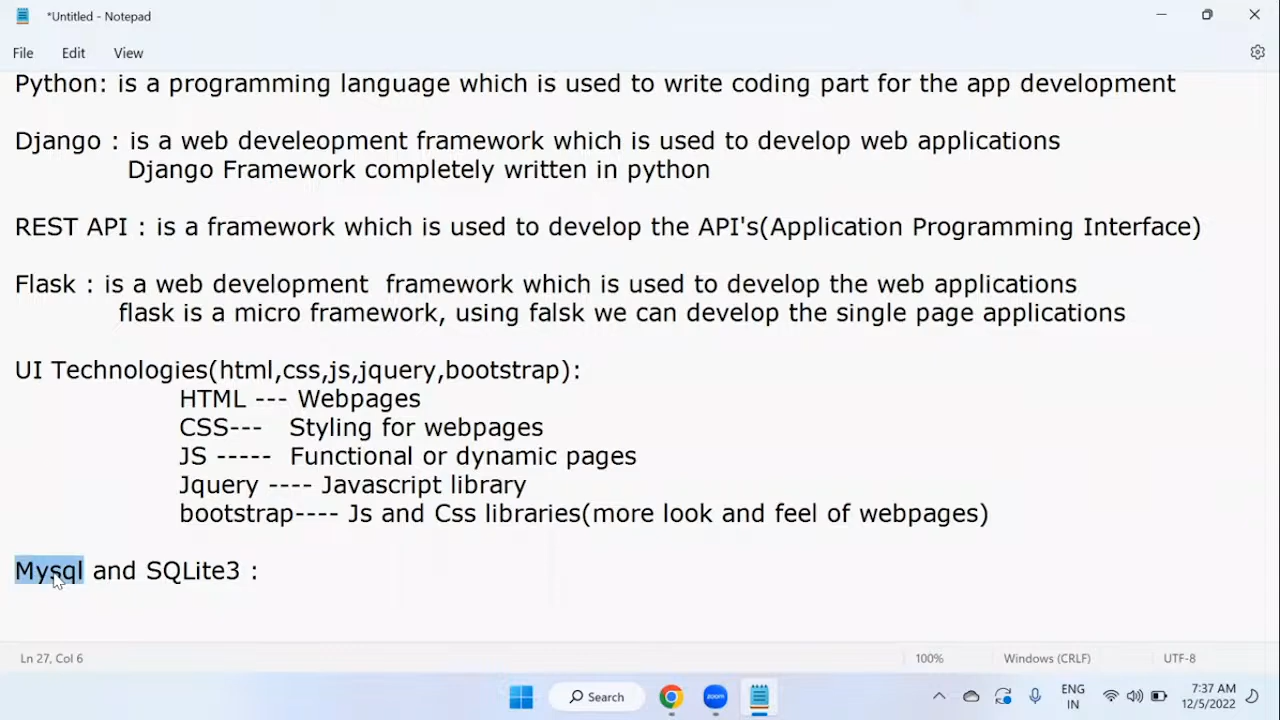 *Untitled - Notepad
File Edit View
Python: is a programming language which is used to write coding part for the app development
Django : is a web develeopment framework which is used to develop web applications
Django Framework completely written in python
REST API : is a framework which is used to develop the API's(Application Programming Interface)
Flask : is a web development  framework which is used to develop the web applications
flask is a micro framework, using falsk we can develop the single page applications
UI Technologies(html,css,js,jquery,bootstrap):
HTML --- Webpages
CSS---   Styling for webpages
JS -----  Functional or dynamic pages
Jquery ---- Javascript library
bootstrap---- Js and Css libraries(more look and feel of webpages)
Mysql and SQLite3 :
Ln 27, Col 6 100% Windows (CRLF) UTF-8
Search zoom ENG 7:37 AM
IN 12/5/2022